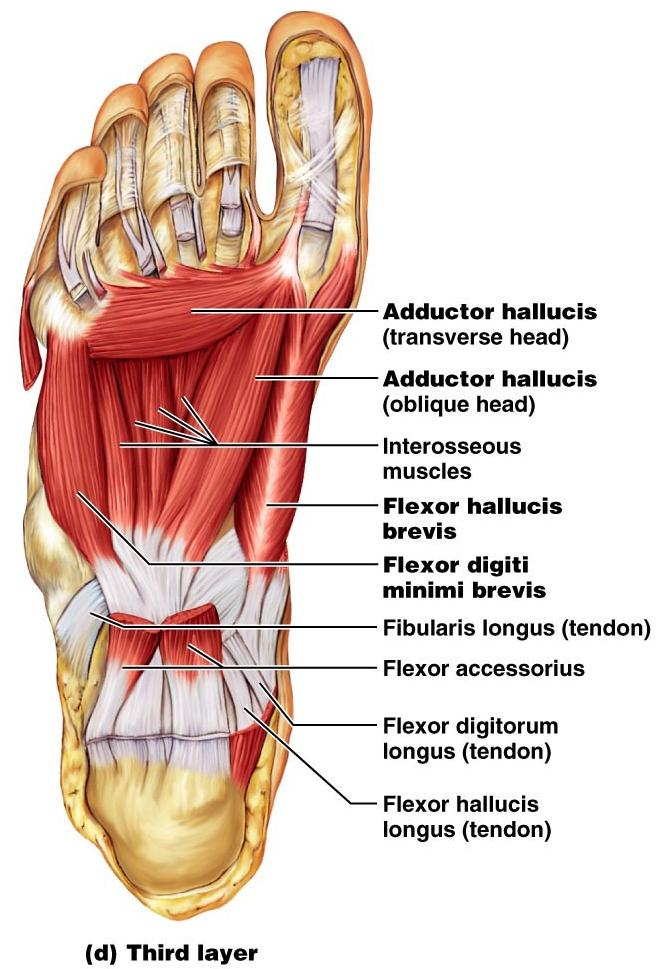 Adductor hallucis
(transverse head)
Adductor hallucis
(oblique head)
Interosseous
muscles
Flexor hallucis
brevis
Flexor digiti
minimi brevis
Fibularis longus (tendon)
Flexor accessorius
Flexor digitorum
longus (tendon)
Flexor hallucis
longus (tendon)
(d) Third layer